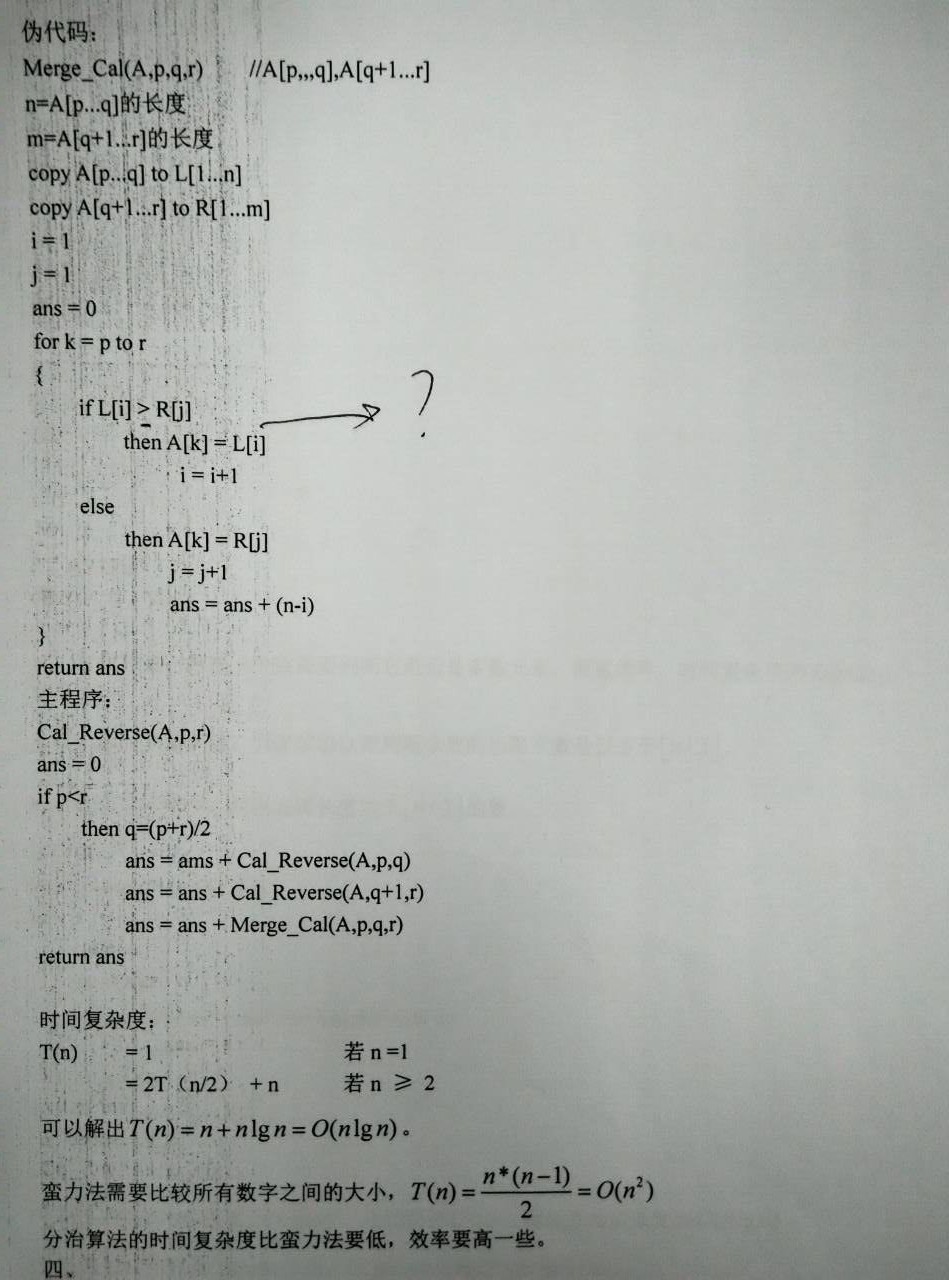 伪代码：
Merge_Cal(A,p,q,r) //A[p,,,q],A[q+1...r]
n=A[p...q]的长度
m=A[q+1...r]的长度
copy A[p...q] to L[1...n]
copy A[q+1...r] to R[1...m]
i = 1
j = 1
ans = 0
for k = p to r
{
if L[i] > R[j]
?
then A[k] = L[i]
i = i+1
else
then A[k] = R[j]
j = j+1
ans = ans + (n-i)
}
return ans
主程序：
Cal_Reverse(A,p,r)
ans = 0
if p<r
then q=(p+r)/2
ans = ams + Cal_Reverse(A,p,q)
ans = ans + Cal_Reverse(A,q+1,r)
ans = ans + Merge_Cal(A,p,q,r)
return ans
时间复杂度：
T(n) = 1 若 n =1
= 2T（n/2） + n 若 n ≥ 2
可以解出T(n) = n + n lg n = O(n lg n)。
蛮力法需要比较所有数字之间的大小，T(n) = n*(n−1)/2 = O(n²)
分治算法的时间复杂度比蛮力法要低，效率要高一些。
四、